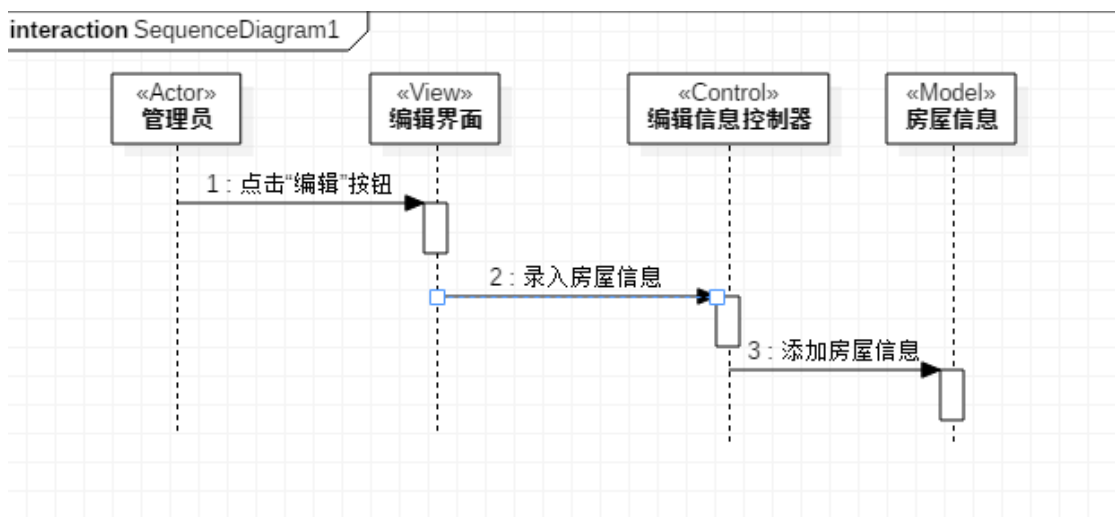 interaction SequenceDiagram1
«Actor»
管理员
«View»
编辑界面
«Control»
编辑信息控制器
«Model»
房屋信息
1 : 点击“编辑”按钮
2 : 录入房屋信息
3 : 添加房屋信息